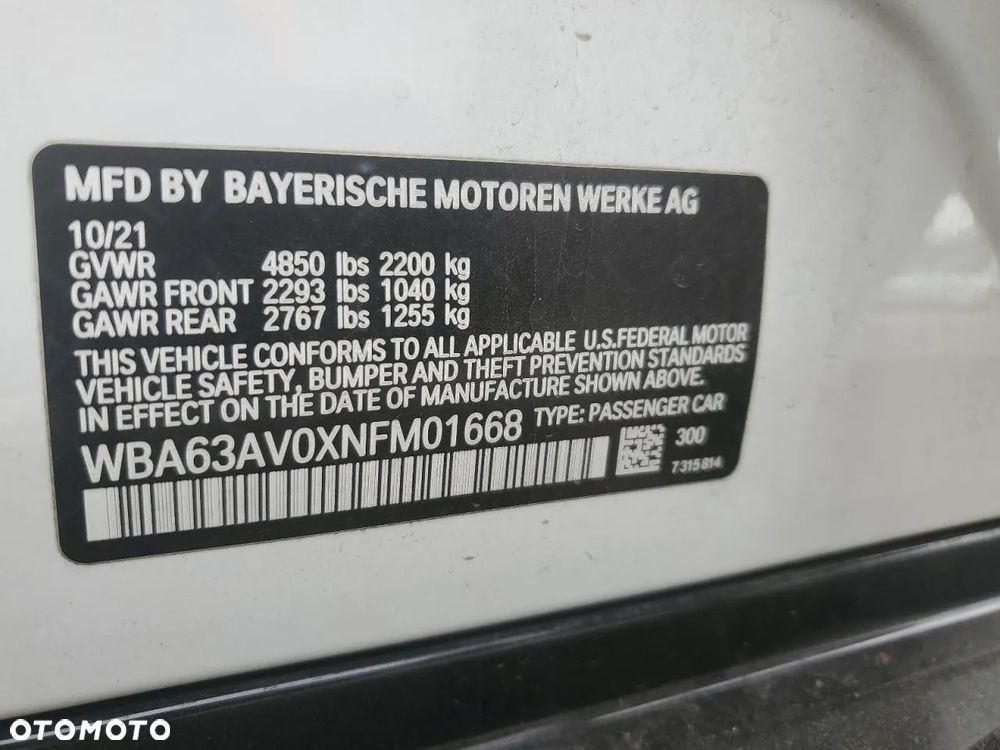 MFD BY BAYERISCHE MOTOREN WERKE AG
10/21
GVWR 4850 lbs 2200 kg
GAWR FRONT 2293 lbs 1040 kg
GAWR REAR 2767 lbs 1255 kg
THIS VEHICLE CONFORMS TO ALL APPLICABLE U.S.FEDERAL MOTOR
VEHICLE SAFETY, BUMPER AND THEFT PREVENTION STANDARDS
IN EFFECT ON THE DATE OF MANUFACTURE SHOWN ABOVE.
WBA63AV0XNFM01668 TYPE: PASSENGER CAR
300
7 315 814
OTOMOTO